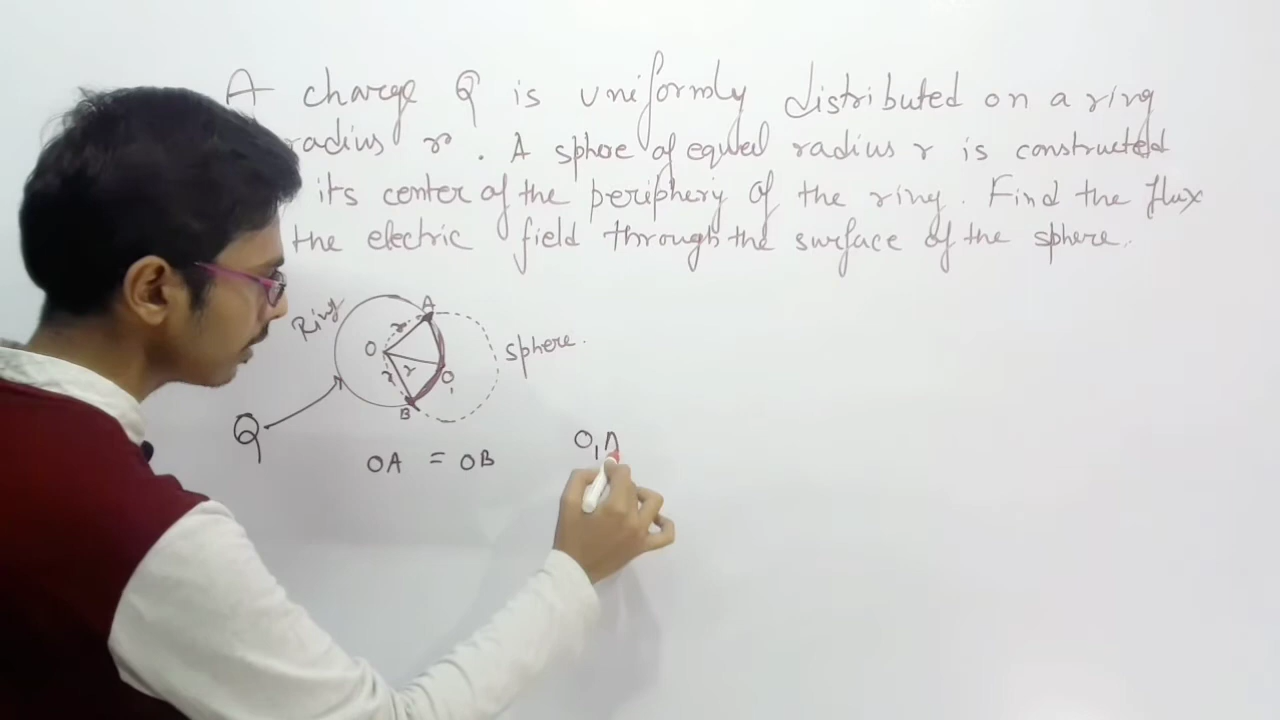 A charge Q is uniformly distributed on a ring
radius r. A sphere of equal radius r is constructed
its center of the periphery of the ring. Find the flux
the electric field through the surface of the sphere.
Ring
A
r
O
r
r
O1
B
sphere.
Q
OA = OB
O1A